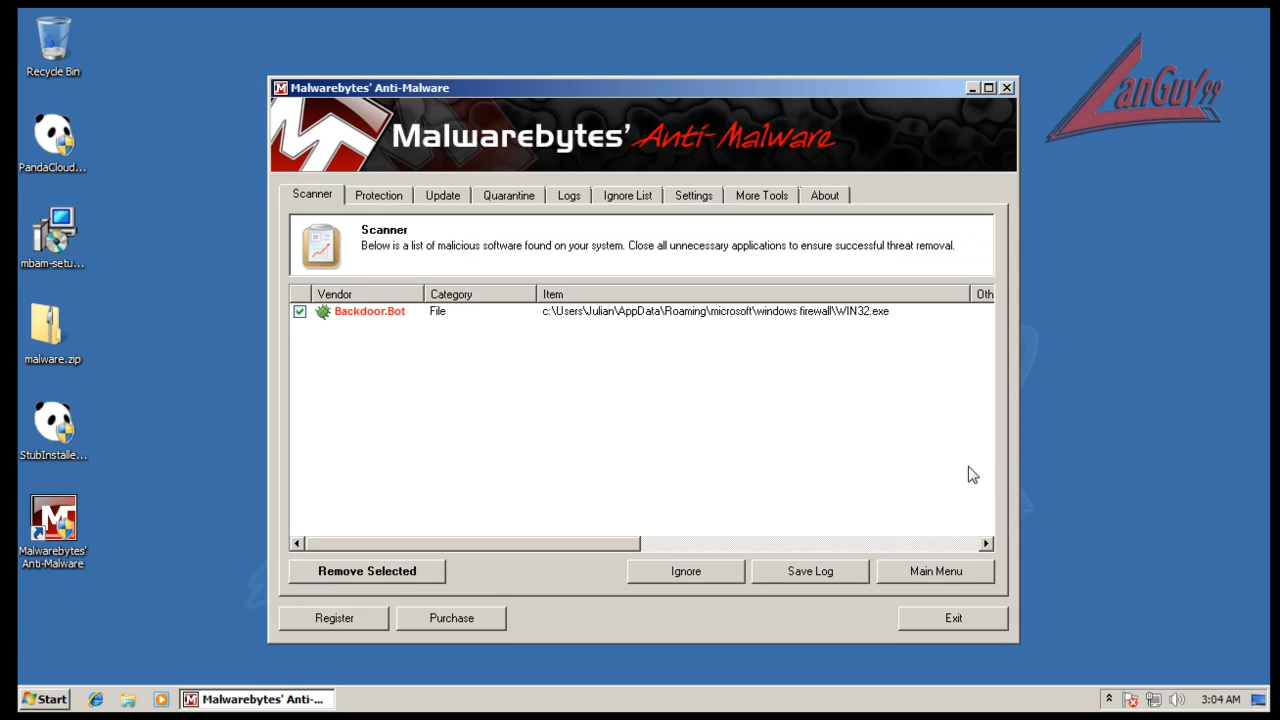 Recycle Bin
PandaCloud...
mbam-setu...
malware.zip
StubInstalle...
Malwarebytes'
Anti-Malware
anGuy99
Malwarebytes' Anti-Malware
Malwarebytes' Anti-Malware
Scanner Protection Update Quarantine Logs Ignore List Settings More Tools About
Scanner
Below is a list of malicious software found on your system. Close all unnecessary applications to ensure successful threat removal.
Vendor Category Item Oth
Backdoor.Bot File c:\Users\Julian\AppData\Roaming\microsoft\windows firewall\WIN32.exe
Remove Selected Ignore Save Log Main Menu
Register Purchase Exit
Start Malwarebytes' Anti-... 3:04 AM